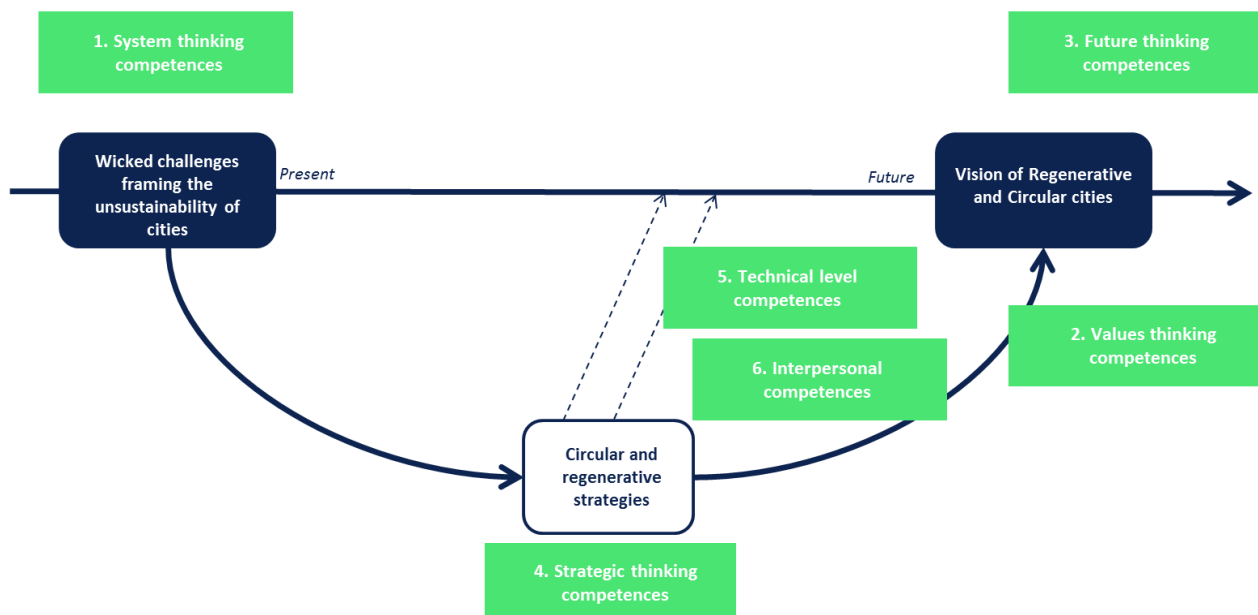 1. System thinking
competences
3. Future thinking
competences
Wicked challenges
framing the
unsustainability of
cities
Present
Future
Vision of Regenerative
and Circular cities
5. Technical level
competences
2. Values thinking
competences
6. Interpersonal
competences
Circular and
regenerative
strategies
4. Strategic thinking
competences